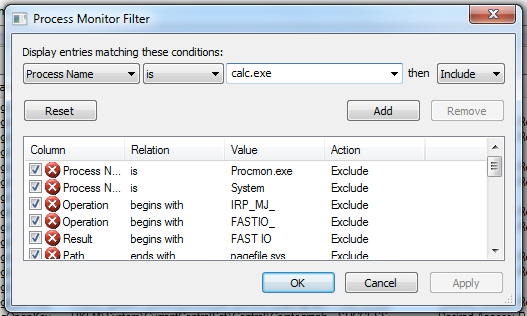 Process Monitor Filter
Display entries matching these conditions:
Process Name is calc.exe then Include
Reset Add Remove
Column Relation Value Action
Process N... is Procmon.exe Exclude
Process N... is System Exclude
Operation begins with IRP_MJ_ Exclude
Operation begins with FASTIO_ Exclude
Result begins with FAST IO Exclude
Path ends with pagefile.sys Exclude
OK Cancel Apply